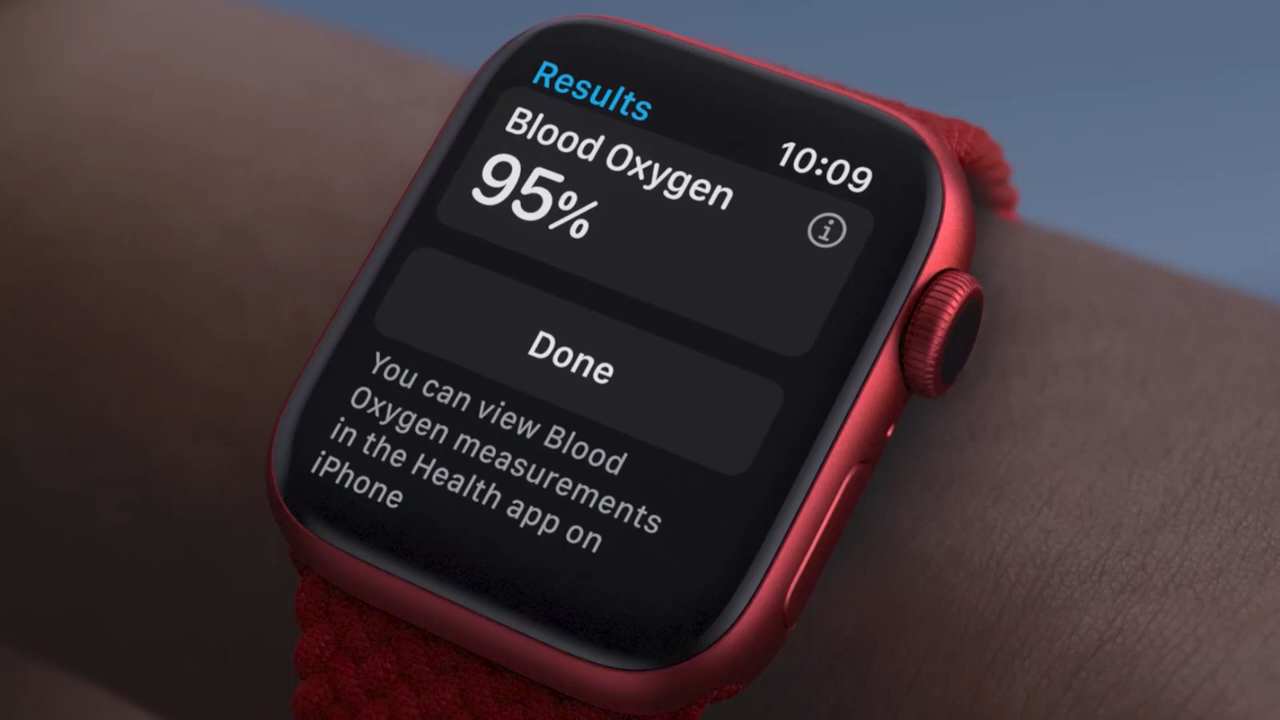 Results
10:09
Blood Oxygen
95%
Done
You can view Blood
Oxygen measurements
in the Health app on
iPhone